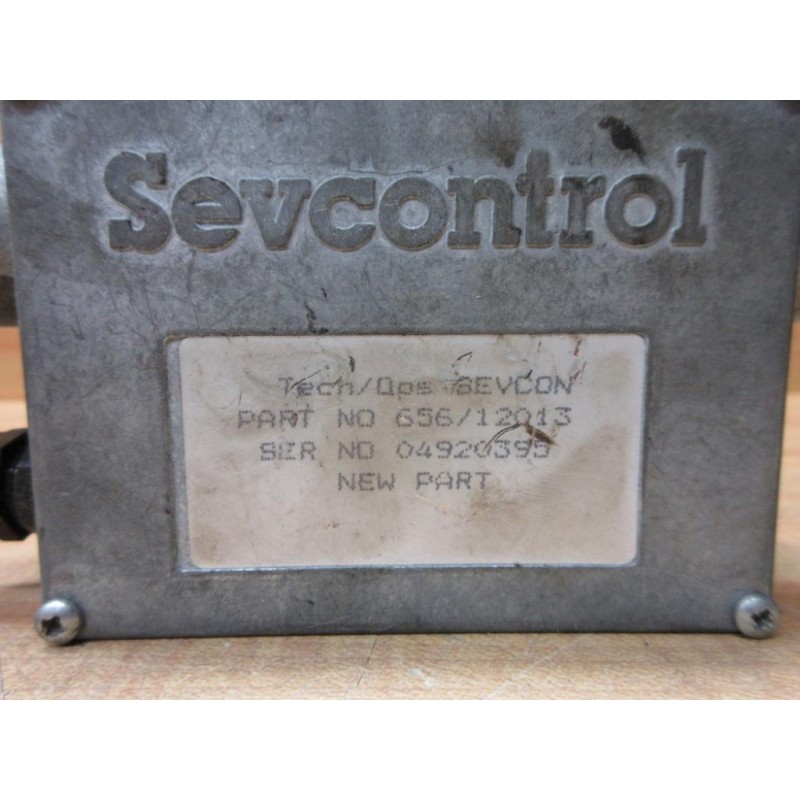 Sevcontrol
Tech/Ops SEVCON
PART NO 656/12013
SER NO 04920395
NEW PART